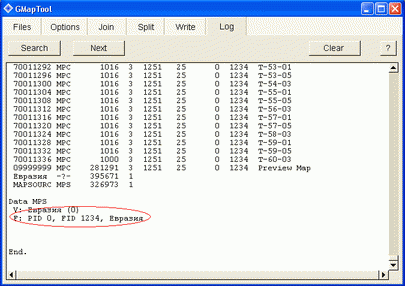 GMapTool
Files Options Join Split Write Log
Search Next Clear ?
70011292 MPC 1016 3 1251 25 0 1234 T-53-01
70011296 MPC 1016 3 1251 25 0 1234 T-53-05
70011300 MPC 1016 3 1251 25 0 1234 T-54-01
70011304 MPC 1016 3 1251 25 0 1234 T-55-01
70011308 MPC 1016 3 1251 25 0 1234 T-55-05
70011312 MPC 1016 3 1251 25 0 1234 T-56-03
70011316 MPC 1016 3 1251 25 0 1234 T-57-01
70011320 MPC 1016 3 1251 25 0 1234 T-57-05
70011324 MPC 1016 3 1251 25 0 1234 T-58-03
70011328 MPC 1016 3 1251 25 0 1234 T-59-01
70011332 MPC 1016 3 1251 25 0 1234 T-59-05
70011336 MPC 1000 3 1251 25 0 1234 T-60-03
09999999 MPC 281291 3 1251 25 0 1234 Preview Map
Евразия -?- 395671 1
MAPSOURC MPS 326973 1
Data MPS
V: Евразия (0)
F: PID 0, FID 1234, Евразия
End.